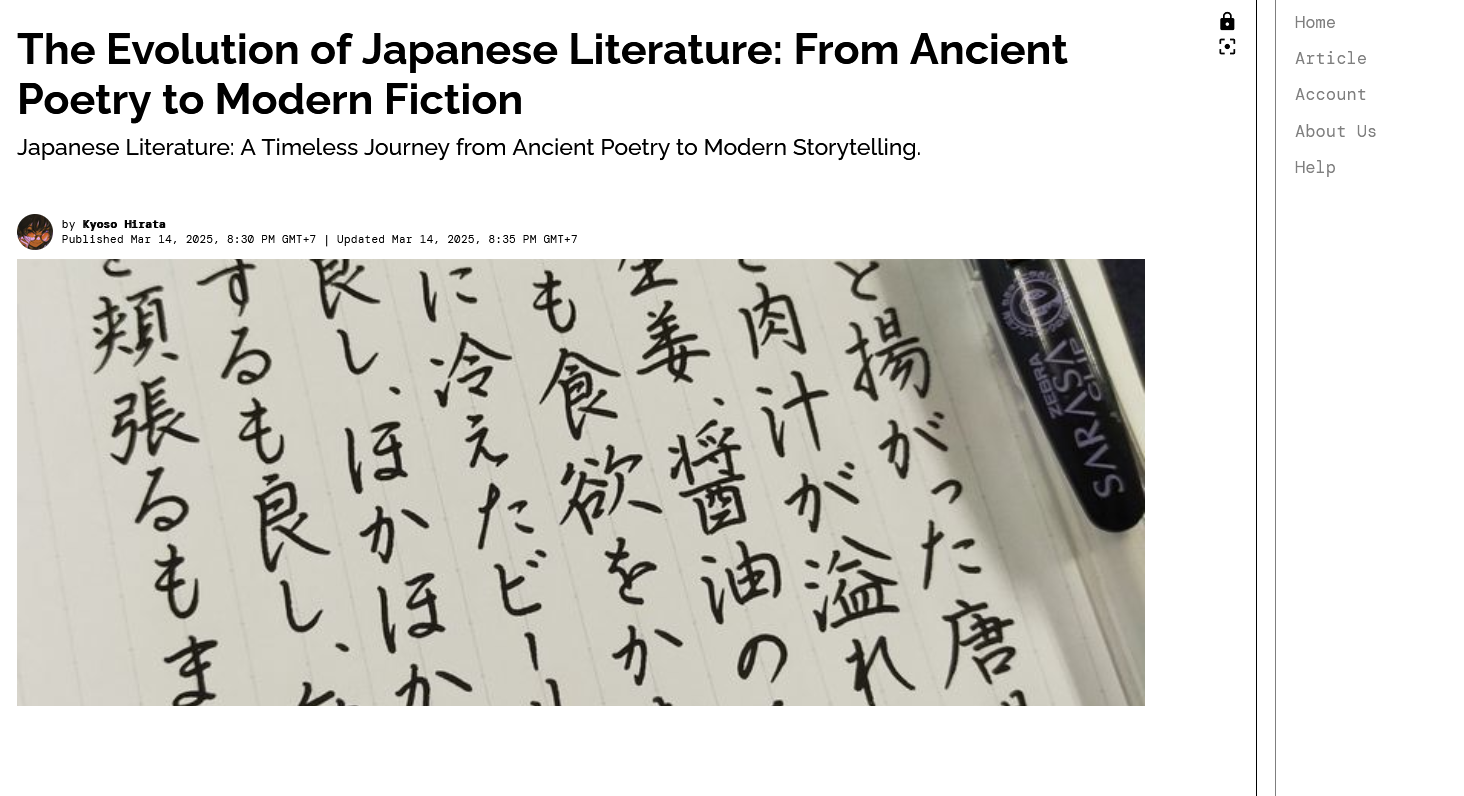 The Evolution of Japanese Literature: From Ancient
Poetry to Modern Fiction
Japanese Literature: A Timeless Journey from Ancient Poetry to Modern Storytelling.
by Kyoso Hirata
Published Mar 14, 2025, 8:30 PM GMT+7 | Updated Mar 14, 2025, 8:35 PM GMT+7
と揚がった唐
肉汁が溢れ
生姜、醤油の
も食欲をか
に冷えたビー
良し、ほかほか
するも良し、
頬張るもま
ZEBRA
SARASA
CLIP
Home
Article
Account
About Us
Help